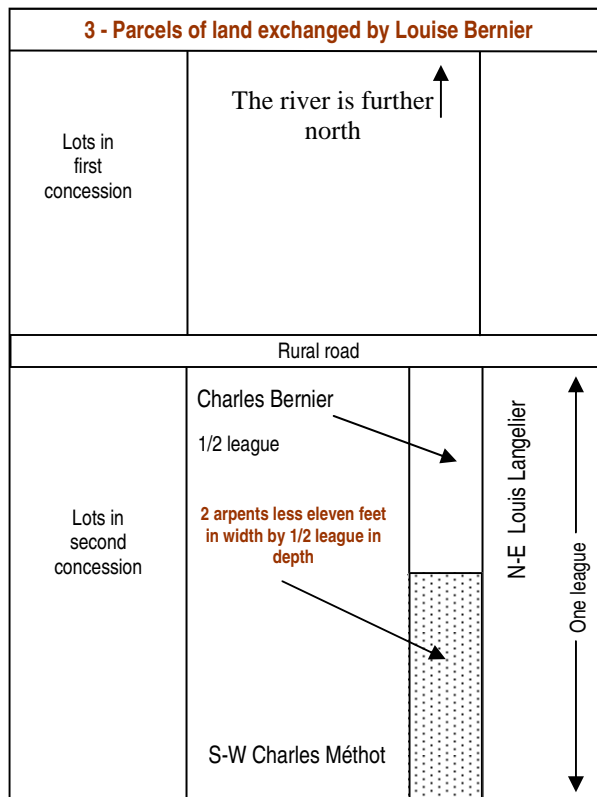 3 - Parcels of land exchanged by Louise Bernier
The river is further
north
Lots in
first
concession
Rural road
Charles Bernier
1/2 league
2 arpents less eleven feet
in width by 1/2 league in
depth
Lots in
second
concession
N-E Louis Langelier
One league
S-W Charles Méthot